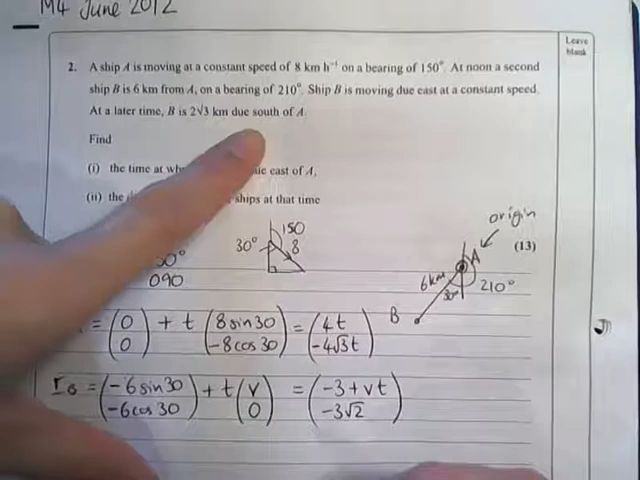 M4 June 2012
Leave
blank
2. A ship A is moving at a constant speed of 8 km h⁻¹ on a bearing of 150°. At noon a second
ship B is 6 km from A, on a bearing of 210°. Ship B is moving due east at a constant speed.
At a later time, B is 2√3 km due south of A.
Find
(i) the time at east of A,
(ii) the ships at that time
origin
(13)
150
30° 8
A
6km
30°
210°
B
090
= (0 0) + t (8sin30 -8cos30) = (4t -4√3t)
r_B = (-6sin30 -6cos30) + t (v 0) = (-3+vt -3√2)